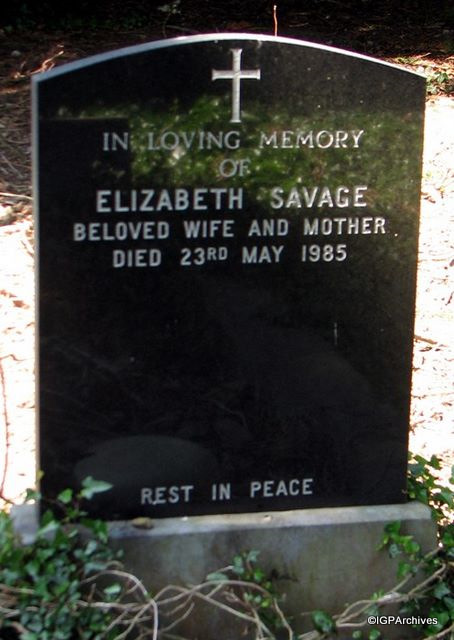 IN LOVING MEMORY
OF
ELIZABETH SAVAGE
BELOVED WIFE AND MOTHER
DIED 23RD MAY 1985
REST IN PEACE
©IGPArchives